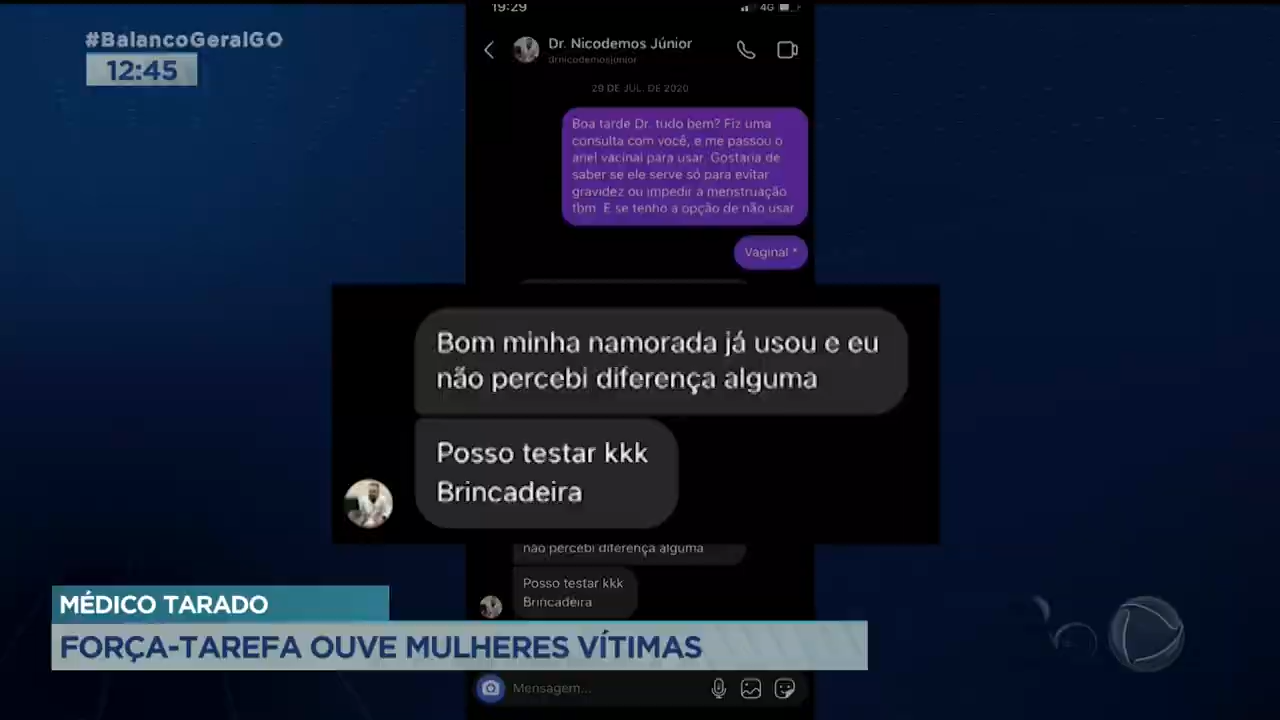 19:29
4G
#BalancoGeralGO
12:45
Dr. Nicodemos Júnior
drnicodemosjunior
29 DE JUL. DE 2020
Boa tarde Dr. tudo bem? Fiz uma
consulta com você, e me passou o
anel vacinal para usar. Gostaria de
saber se ele serve só para evitar
gravidez ou impedir a menstruação
tbm. E se tenho a opção de não usar
Vaginal *
Bom minha namorada já usou e eu
não percebi diferença alguma
Posso testar kkk
Brincadeira
não percebi diferença alguma
Posso testar kkk
Brincadeira
MÉDICO TARADO
FORÇA-TAREFA OUVE MULHERES VÍTIMAS
Mensagem...